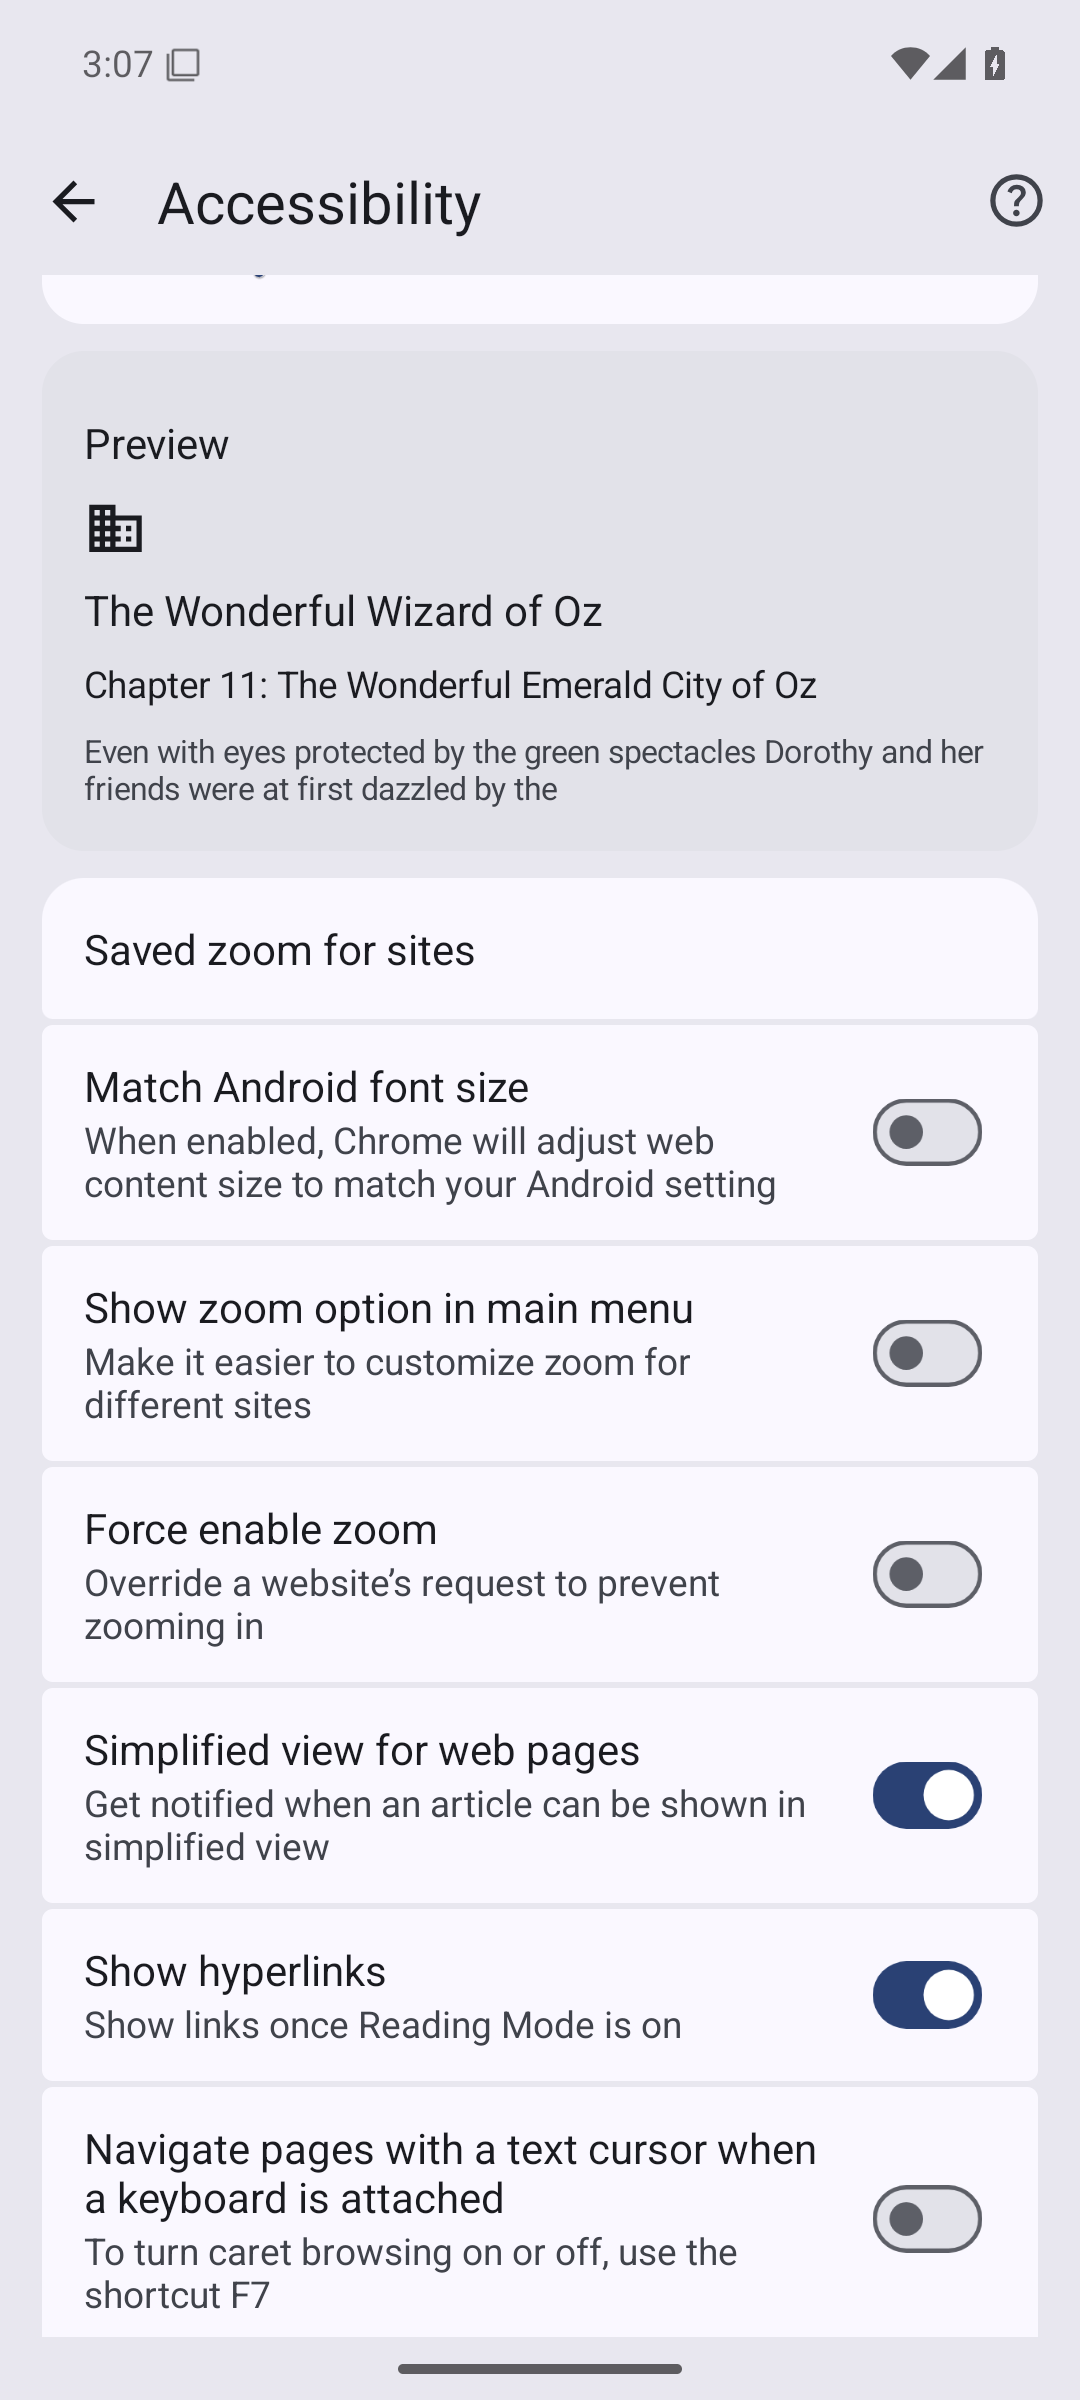 3:07
Accessibility
Preview
The Wonderful Wizard of Oz
Chapter 11: The Wonderful Emerald City of Oz
Even with eyes protected by the green spectacles Dorothy and her
friends were at first dazzled by the
Saved zoom for sites
Match Android font size
When enabled, Chrome will adjust web
content size to match your Android setting
Show zoom option in main menu
Make it easier to customize zoom for
different sites
Force enable zoom
Override a website’s request to prevent
zooming in
Simplified view for web pages
Get notified when an article can be shown in
simplified view
Show hyperlinks
Show links once Reading Mode is on
Navigate pages with a text cursor when
a keyboard is attached
To turn caret browsing on or off, use the
shortcut F7